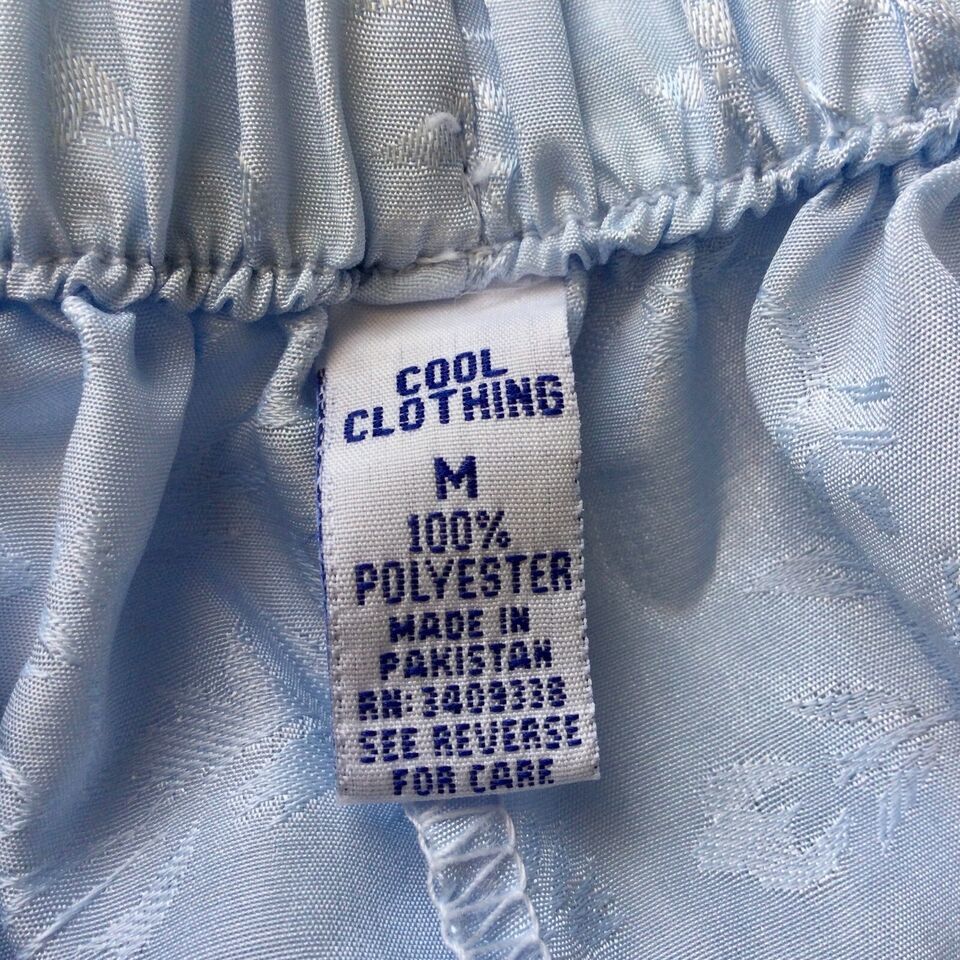 COOL
CLOTHING
M
100%
POLYESTER
MADE IN
PAKISTAN
RN: 3409338
SEE REVERSE
FOR CARE